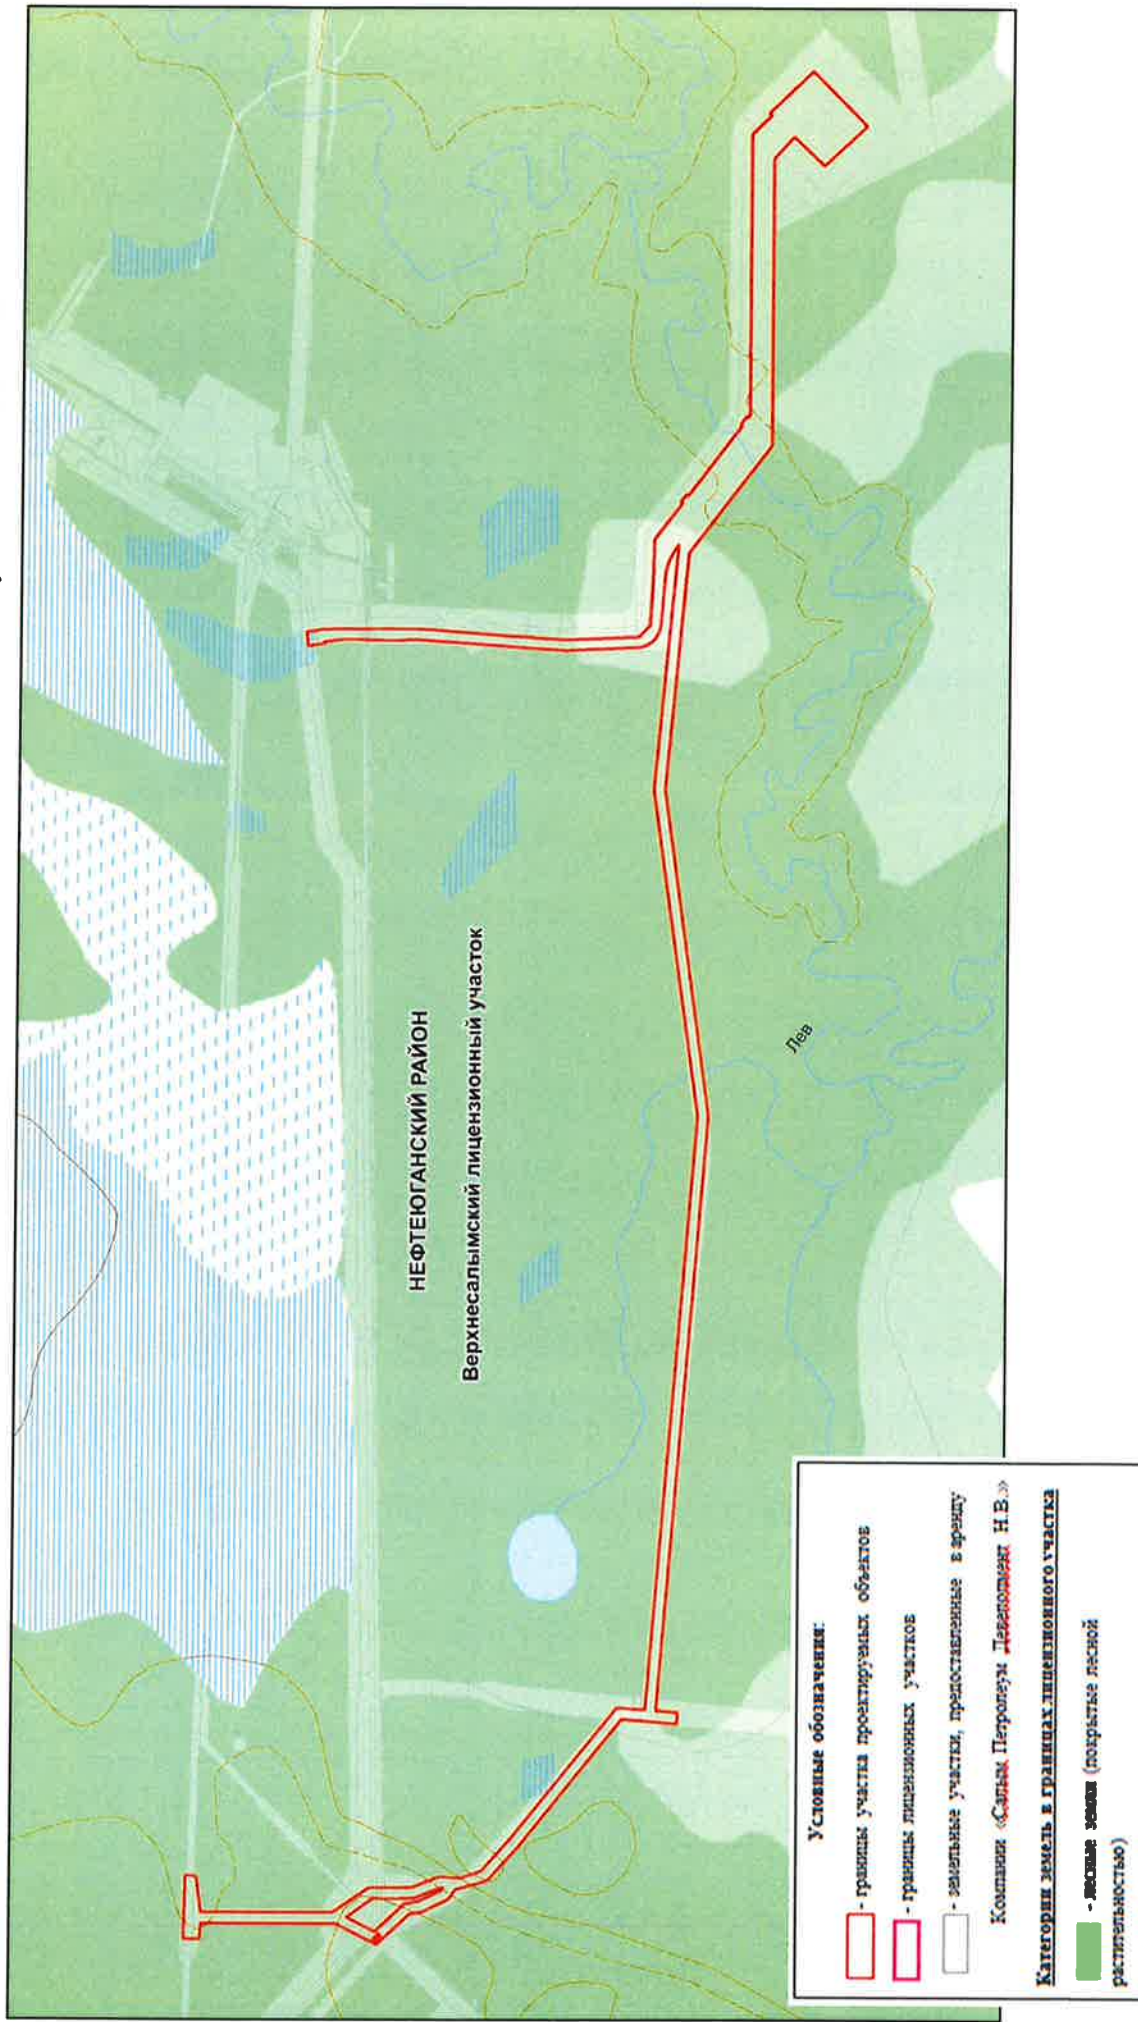 НЕФТЕЮГАНСКИЙ РАЙОН
Верхнесалымский лицензионный участок
Лев
Условные обозначения:
- границы участка проектируемых объектов
- границы лицензионных участков
- земельные участки, предоставленные в аренду
Компании «Салым Петролеум Девелопмент Н.В.»
Категории земель в границах лицензионного участка
- лесные земли (покрытые лесной
растительностью)